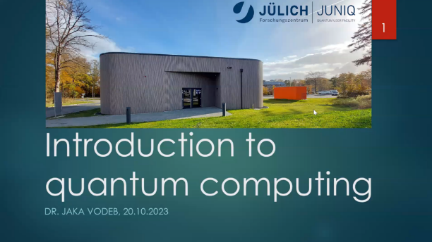 JÜLICH
Forschungszentrum
JUNIQ
1
Introduction to
quantum computing
DR. JAKA VODEB, 20.10.2023